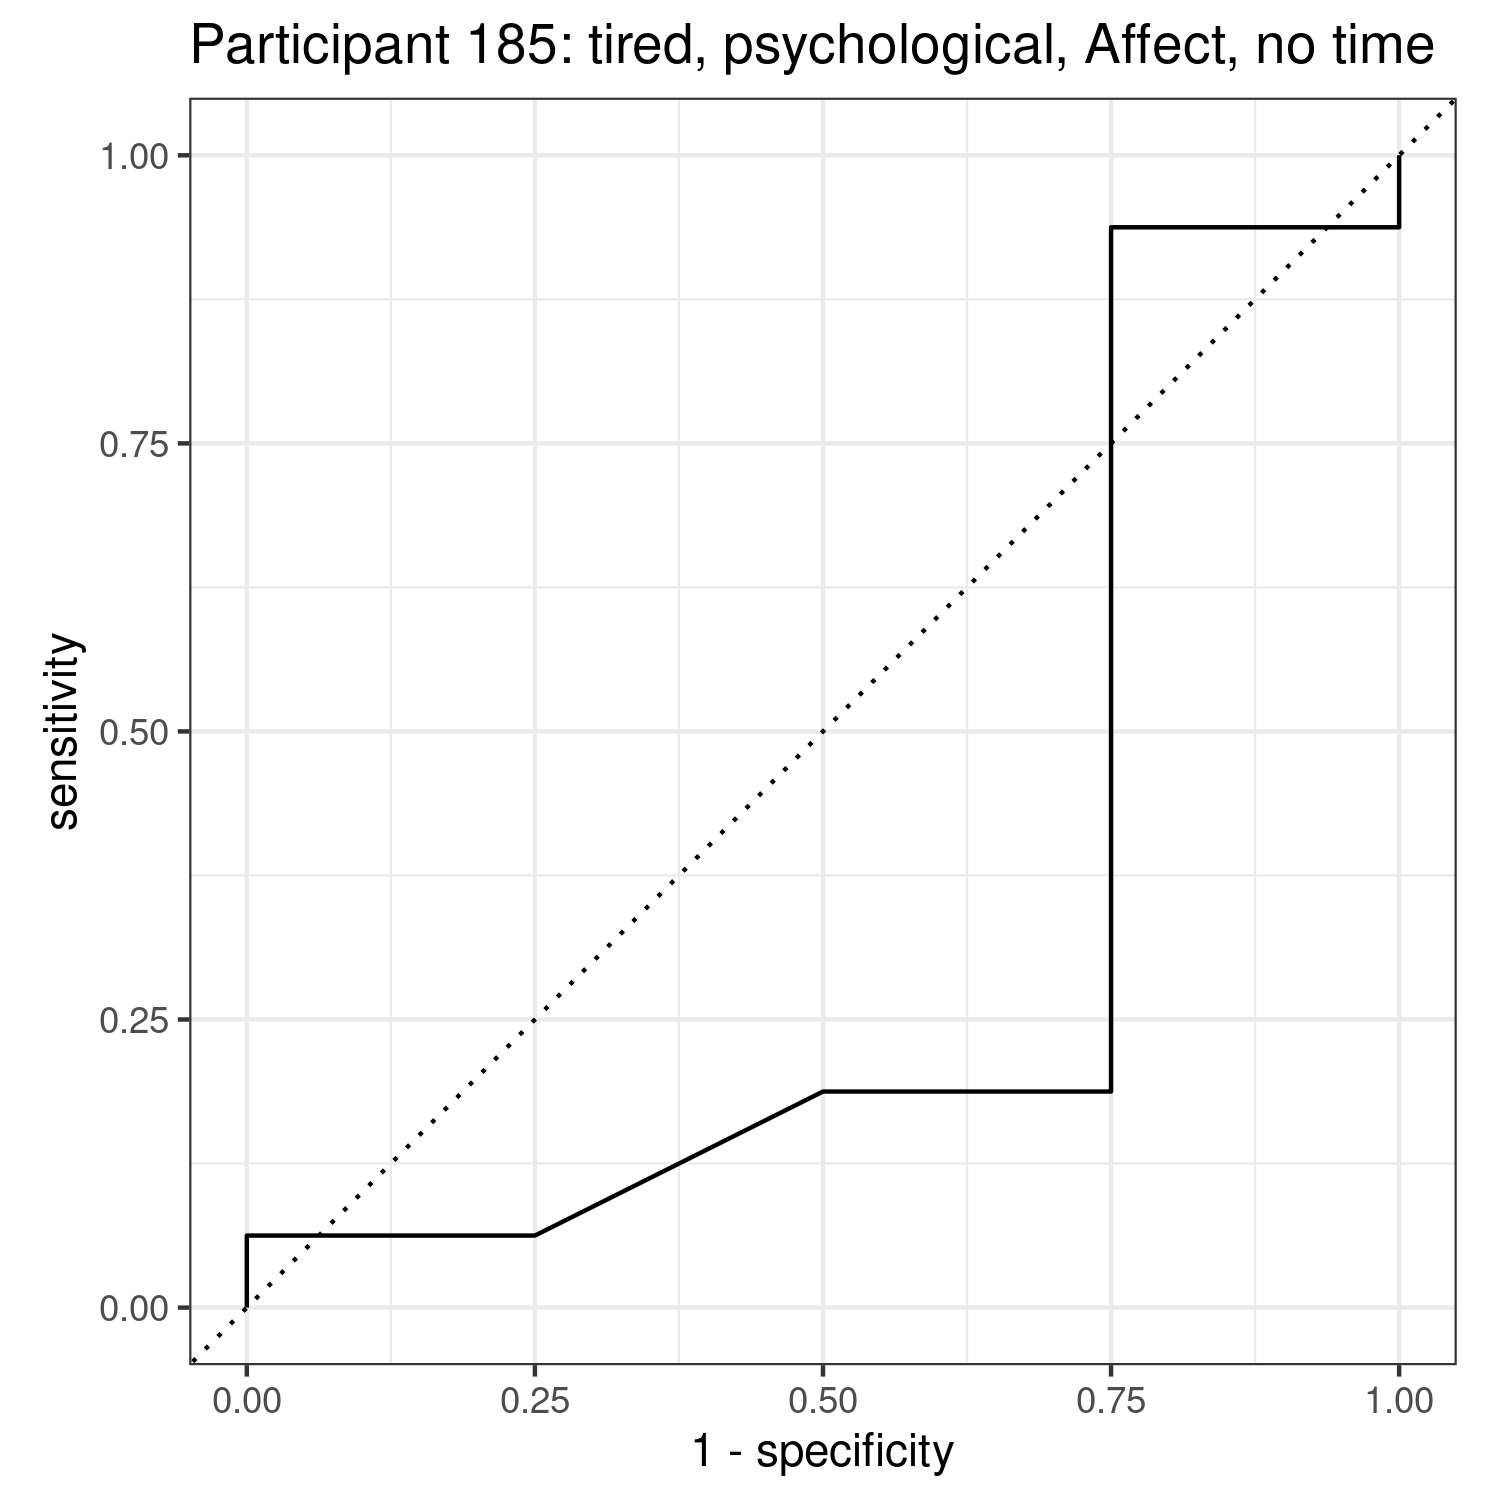 Participant 185: tired, psychological, Affect, no time
1.00
0.75
0.50
0.25
0.00
sensitivity
0.00 0.25 0.50 0.75 1.00
1 - specificity